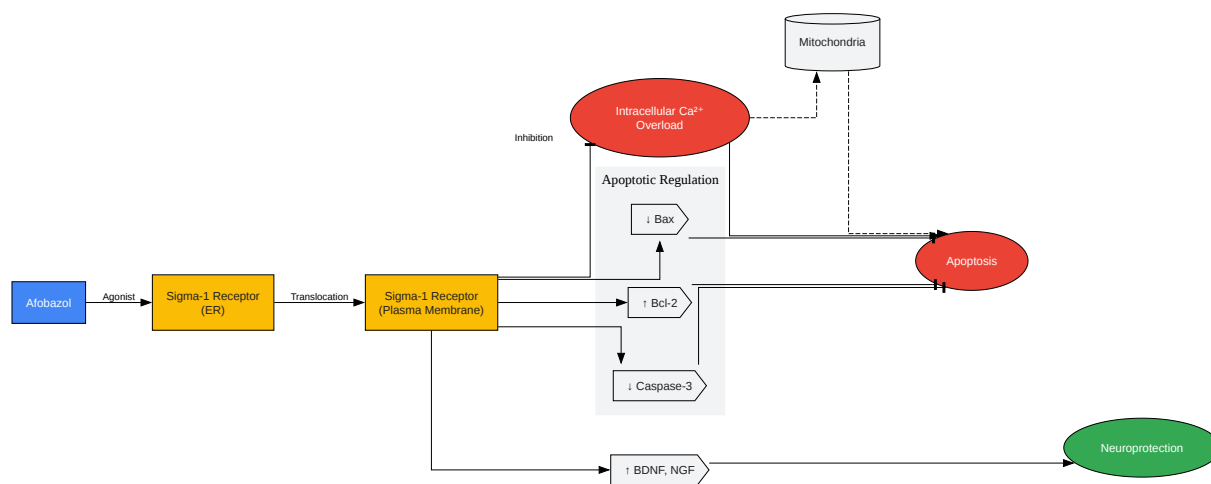 Mitochondria
Intracellular Ca²⁺
Overload
Inhibition
Apoptotic Regulation
↓ Bax
Apoptosis
Afobazol
Agonist
Sigma-1 Receptor
(ER)
Translocation
Sigma-1 Receptor
(Plasma Membrane)
↑ Bcl-2
↓ Caspase-3
Neuroprotection
↑ BDNF, NGF